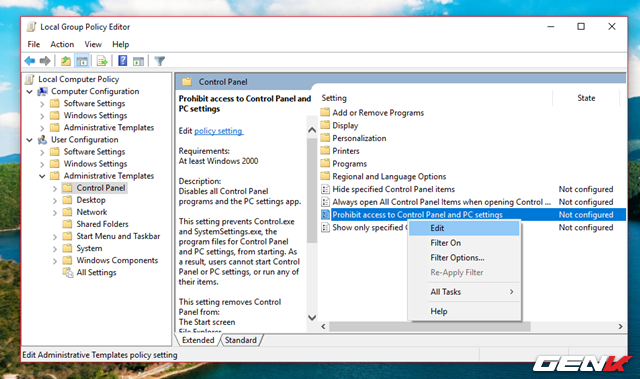 Local Group Policy Editor
File Action View Help
Local Computer Policy
Computer Configuration
Software Settings
Windows Settings
Administrative Templates
User Configuration
Software Settings
Windows Settings
Administrative Templates
Control Panel
Desktop
Network
Shared Folders
Start Menu and Taskbar
System
Windows Components
All Settings
Control Panel
Prohibit access to Control Panel and
PC settings
Edit policy setting
Requirements:
At least Windows 2000
Description:
Disables all Control Panel
programs and the PC settings app.
This setting prevents Control.exe
and SystemSettings.exe, the
program files for Control Panel
and PC settings, from starting. As
a result, users cannot start Control
Panel or PC settings, or run any of
their items.
This setting removes Control
Panel from:
The Start screen
File Explorer
Setting State
Add or Remove Programs
Display
Personalization
Printers
Programs
Regional and Language Options
Hide specified Control Panel items Not configured
Always open All Control Panel Items when opening Control ... Not configured
Prohibit access to Control Panel and PC settings Not configured
Show only specified C Not configured
Edit
Filter On
Filter Options...
Re-Apply Filter
All Tasks
Help
Extended Standard
Edit Administrative Templates policy setting
GENK